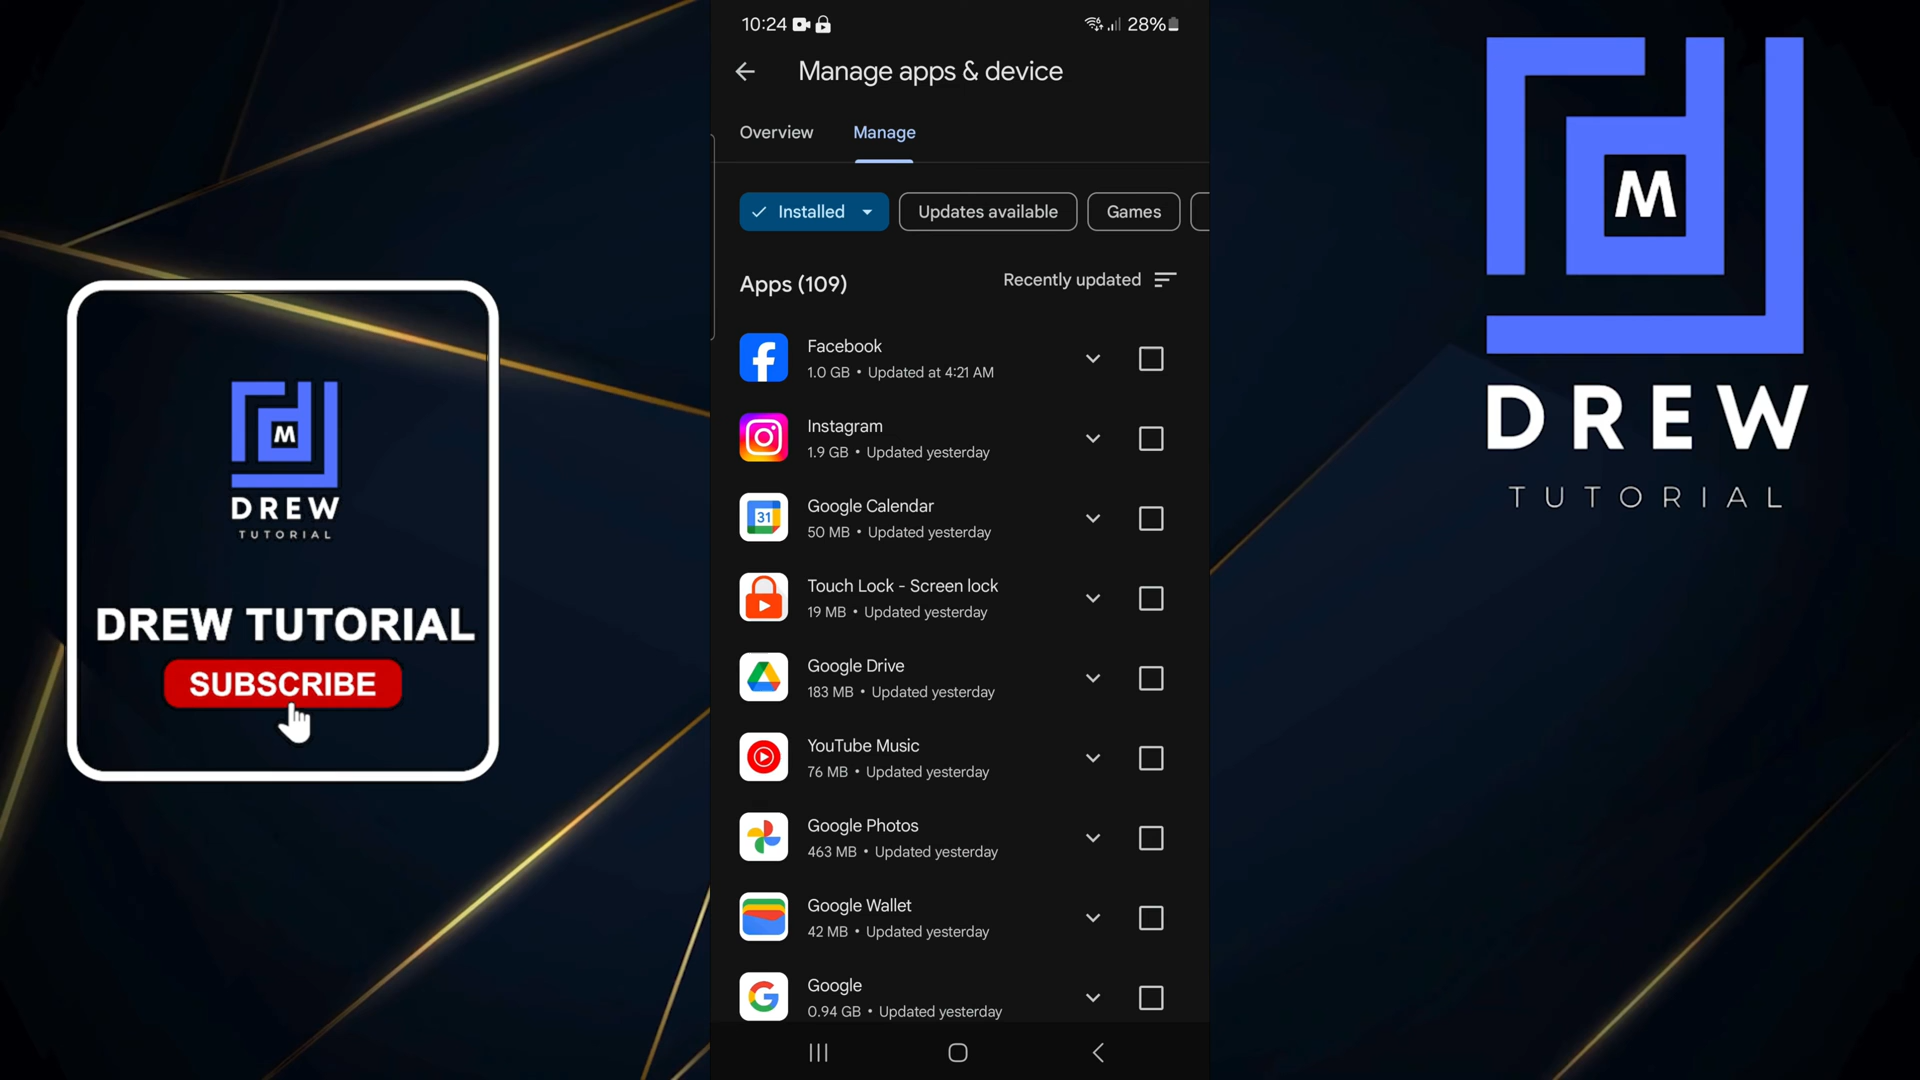 10:24
28%
Manage apps & device
Overview
Manage
Installed
Updates available
Games
Apps (109)
Recently updated
Facebook
1.0 GB • Updated at 4:21 AM
Instagram
1.9 GB • Updated yesterday
Google Calendar
50 MB • Updated yesterday
31
Touch Lock - Screen lock
19 MB • Updated yesterday
Google Drive
183 MB • Updated yesterday
YouTube Music
76 MB • Updated yesterday
Google Photos
463 MB • Updated yesterday
Google Wallet
42 MB • Updated yesterday
Google
0.94 GB • Updated yesterday
M
DREW
TUTORIAL
DREW TUTORIAL
SUBSCRIBE
M
DREW
TUTORIAL